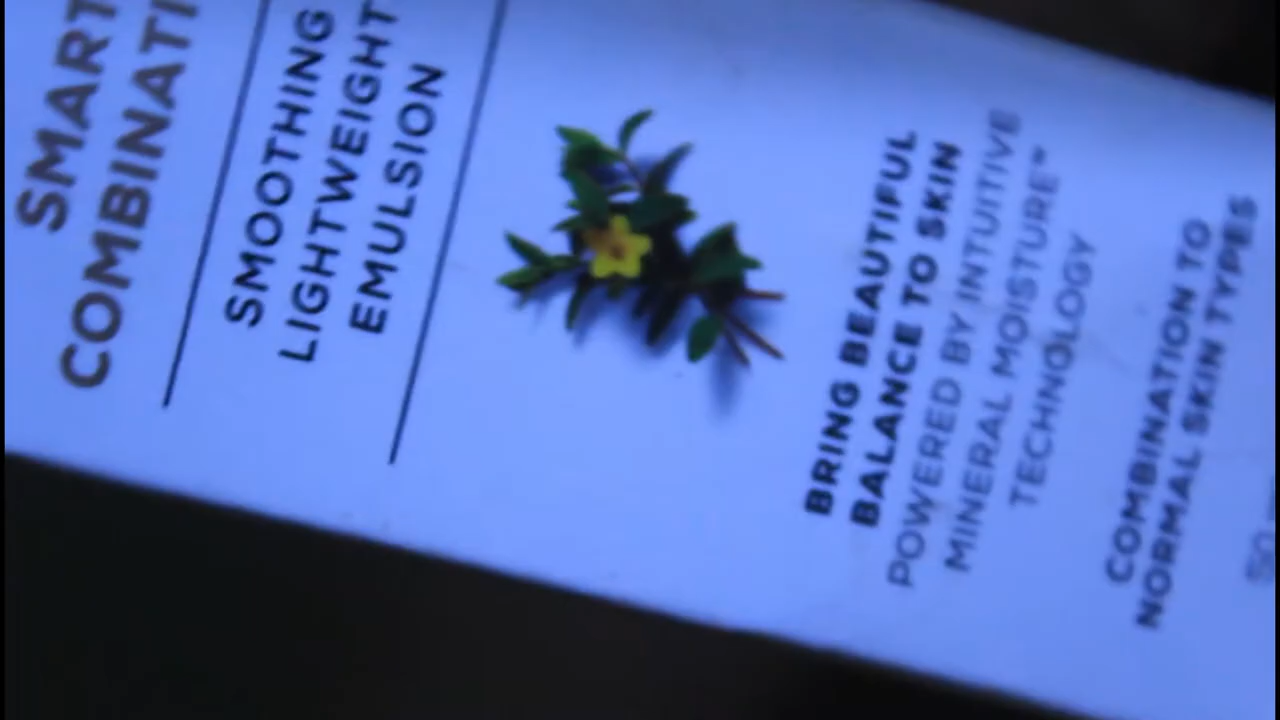 SMART
COMBINATI
SMOOTHING
LIGHTWEIGHT
EMULSION
BRING BEAUTIFUL
BALANCE TO SKIN
POWERED BY INTUITIVE
MINERAL MOISTURE™
TECHNOLOGY
COMBINATION TO
NORMAL SKIN TYPES
50